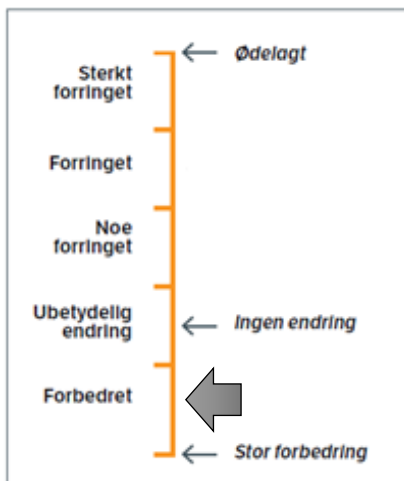 Ødelagt
Sterkt
forringet
Forringet
Noe
forringet
Ubetydelig
endring
Ingen endring
Forbedret
Stor forbedring